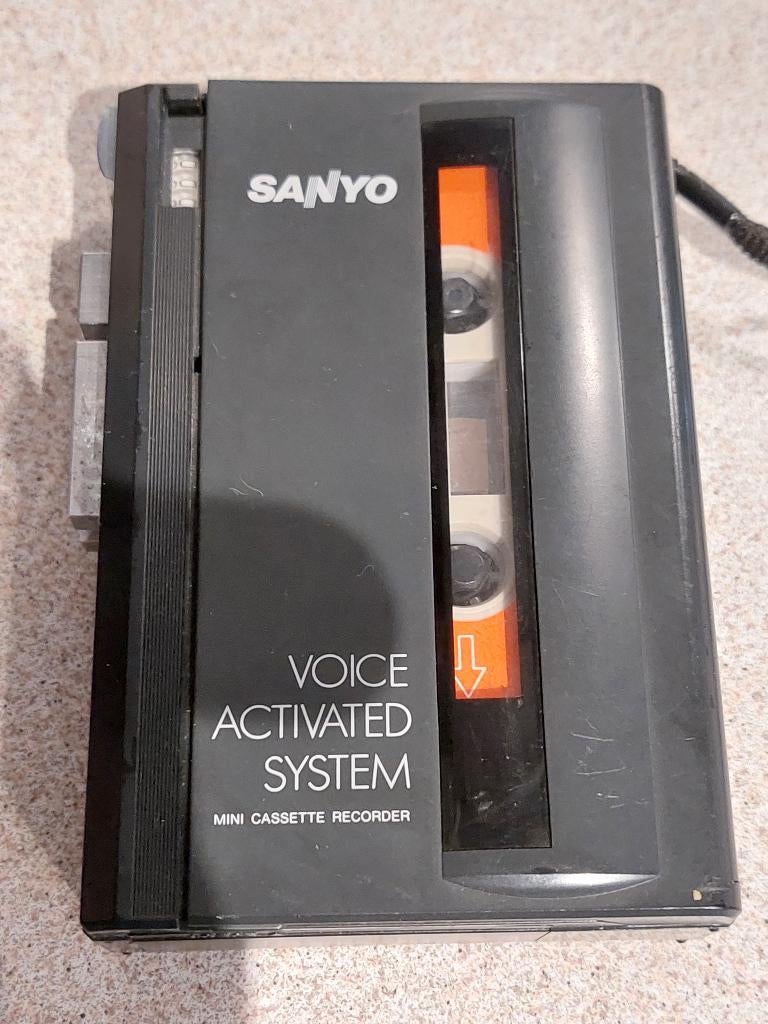 SANYO
VOICE
ACTIVATED
SYSTEM
MINI CASSETTE RECORDER